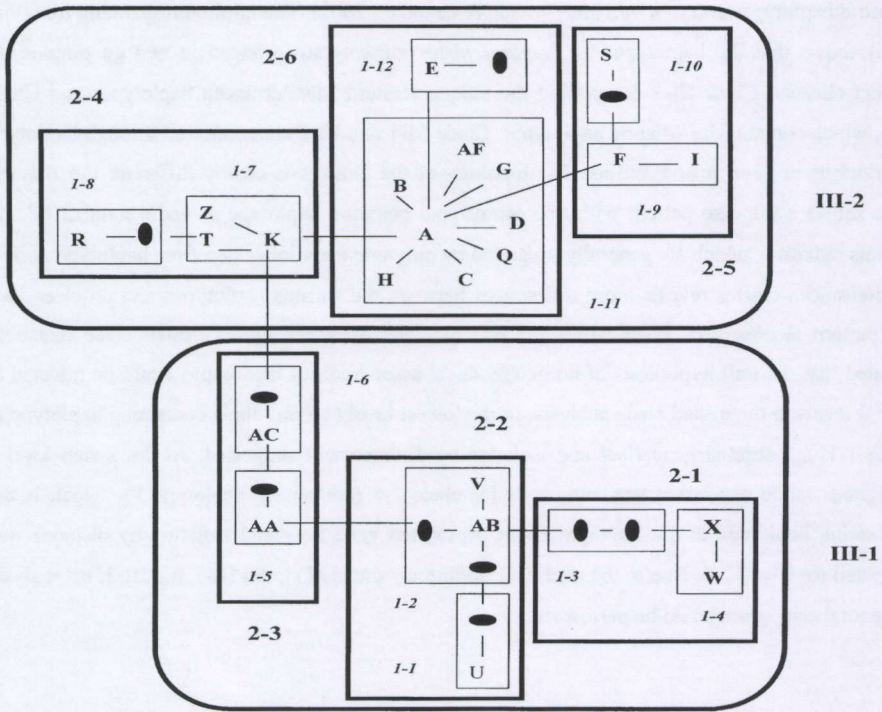 2-4
2-6
1-12
E
S
1-10
AF
G
B
F
I
1-8
1-7
III-2
Z
A
D
1-9
R
T
K
Q
2-5
H
C
1-11
1-6
2-2
AC
2-1
V
AA
AB
X
III-1
1-5
1-3
W
1-2
1-4
2-3
1-1
U